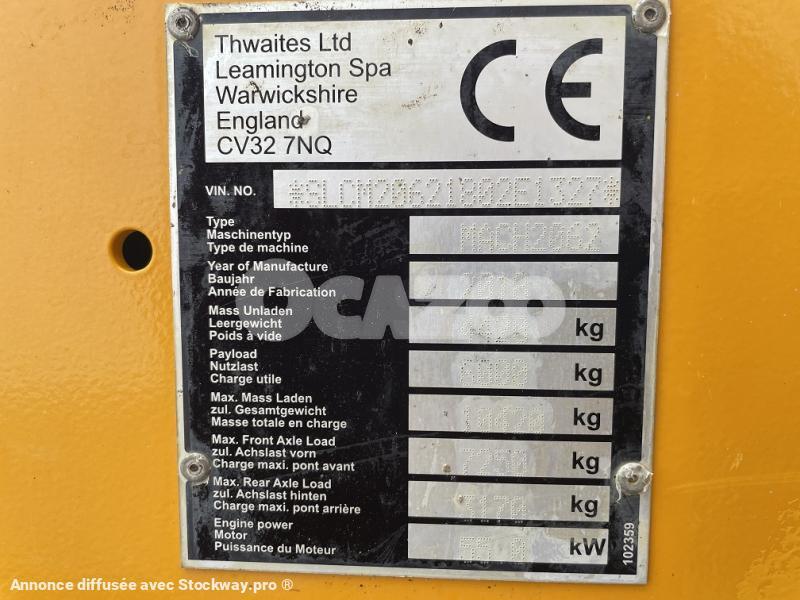 Thwaites Ltd
Leamington Spa
Warwickshire
England
CV32 7NQ
CE
VIN. NO.
Type
Maschinentyp
Type de machine
MACH2062
Year of Manufacture
Baujahr
Année de Fabrication
OCAZOO
Mass Unladen
Leergewicht
Poids à vide
kg
Payload
Nutzlast
Charge utile
6000 kg
Max. Mass Laden
zul. Gesamtgewicht
Masse totale en charge
kg
Max. Front Axle Load
zul. Achslast vorn
Charge maxi. pont avant
7250 kg
Max. Rear Axle Load
zul. Achslast hinten
Charge maxi. pont arrière
3170 kg
Engine power
Motor
Puissance du Moteur
kW
102359
Annonce diffusée avec Stockway.pro ®